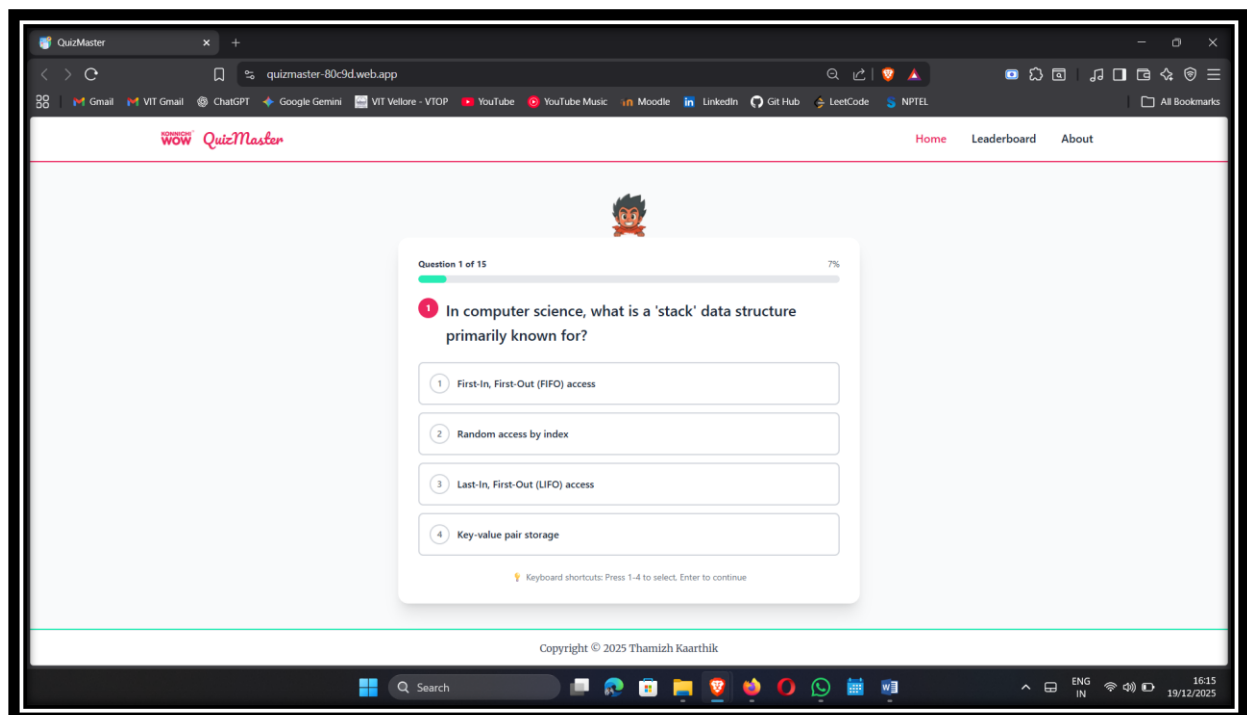 QuizMaster
quizmaster-80c9d.web.app
Gmail VIT Gmail ChatGPT Google Gemini VIT Vellore - VTOP YouTube YouTube Music Moodle LinkedIn Git Hub LeetCode NPTEL All Bookmarks
KONNICHI WOW QuizMaster Home Leaderboard About
Question 1 of 15 7%
1 In computer science, what is a 'stack' data structure
primarily known for?
1 First-In, First-Out (FIFO) access
2 Random access by index
3 Last-In, First-Out (LIFO) access
4 Key-value pair storage
Keyboard shortcuts: Press 1-4 to select, Enter to continue
Copyright © 2025 Thamizh Kaarthik
Search ENG 16:15
IN 19/12/2025